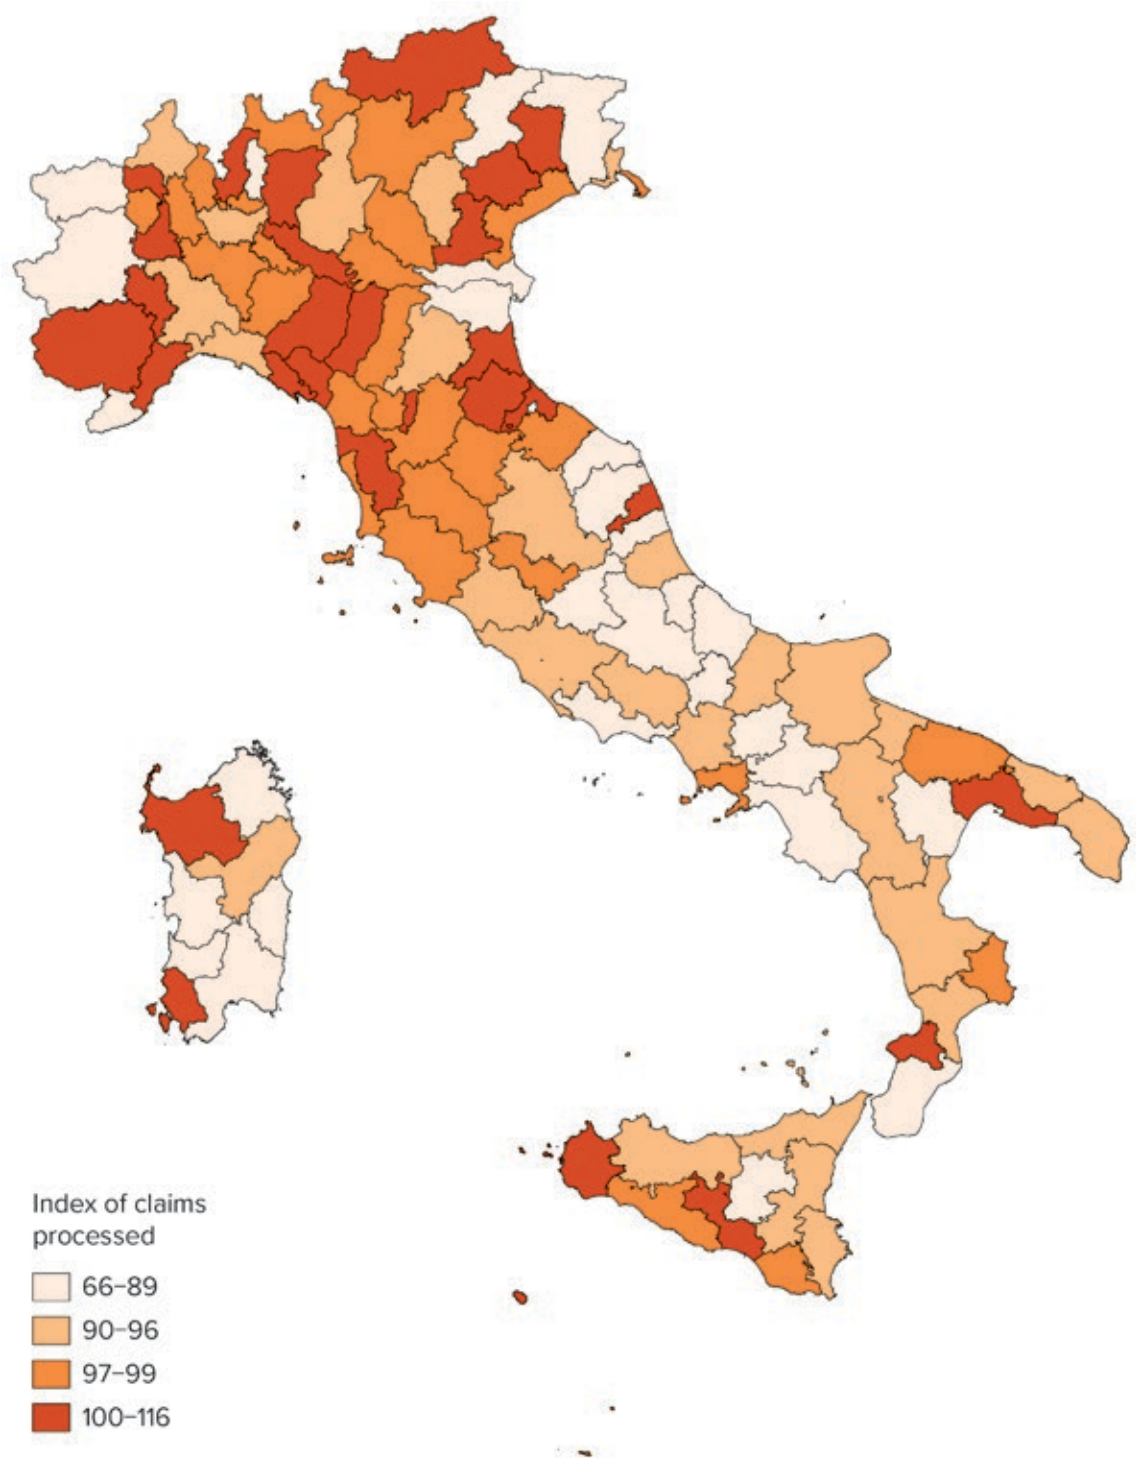 Index of claims
processed
66–89
90–96
97–99
100–116